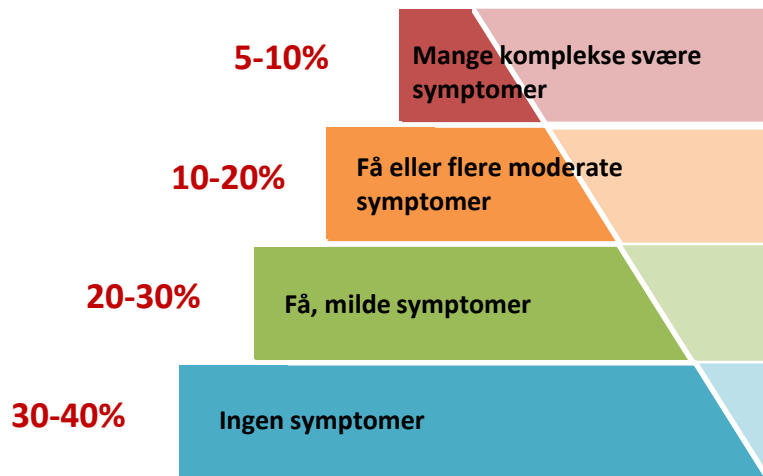 5-10%
Mange komplekse svære
symptomer
10-20%
Få eller flere moderate
symptomer
20-30%
Få, milde symptomer
30-40%
Ingen symptomer